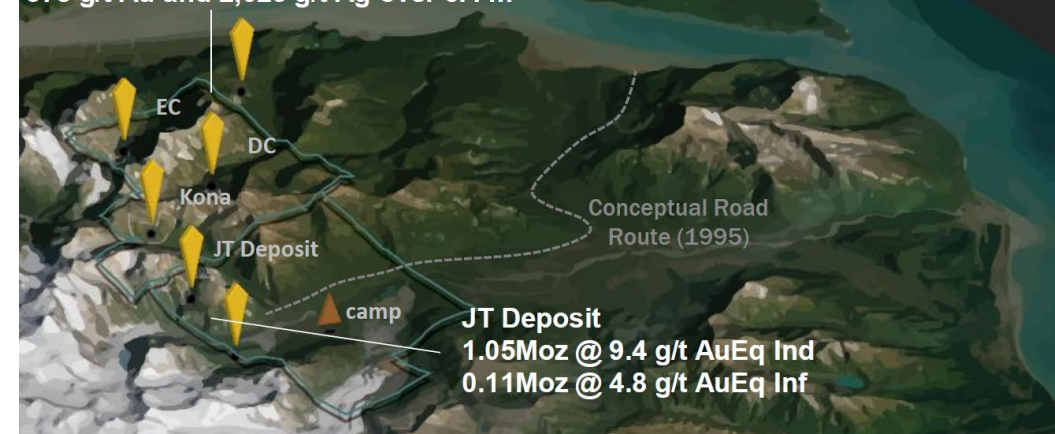 EC
DC
Kona
JT Deposit
Conceptual Road
Route (1995)
camp
JT Deposit
1.05Moz @ 9.4 g/t AuEq Ind
0.11Moz @ 4.8 g/t AuEq Inf